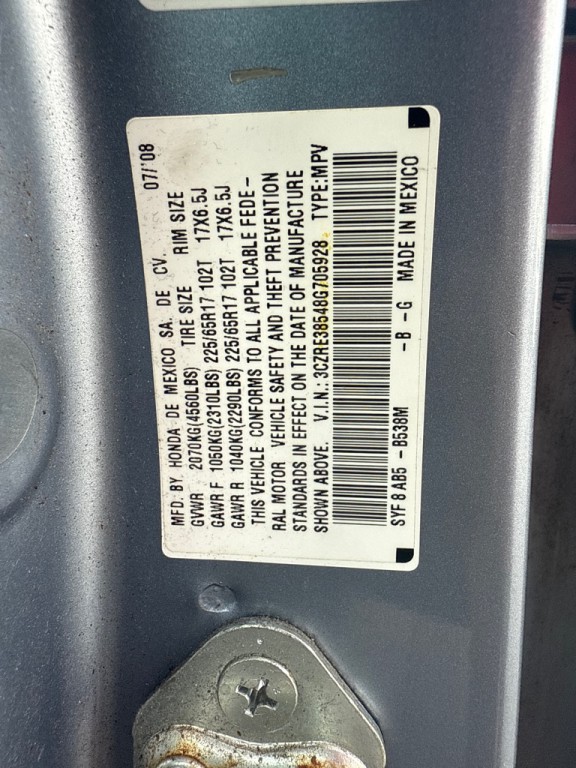 MFD. BY HONDA DE MEXICO SA. DE CV. 07/'08
GVWR 2070KG(4560LBS) TIRE SIZE RIM SIZE
GAWR F 1050KG(2310LBS) 225/65R17 102T 17X6.5J
GAWR R 1040KG(2290LBS) 225/65R17 102T 17X6.5J
THIS VEHICLE CONFORMS TO ALL APPLICABLE FEDE-
RAL MOTOR VEHICLE SAFETY AND THEFT PREVENTION
STANDARDS IN EFFECT ON THE DATE OF MANUFACTURE
SHOWN ABOVE. V.I.N.: 3CZRE38548G705928 TYPE:MPV
SYF 8 AB5 -B538M -B -G MADE IN MEXICO